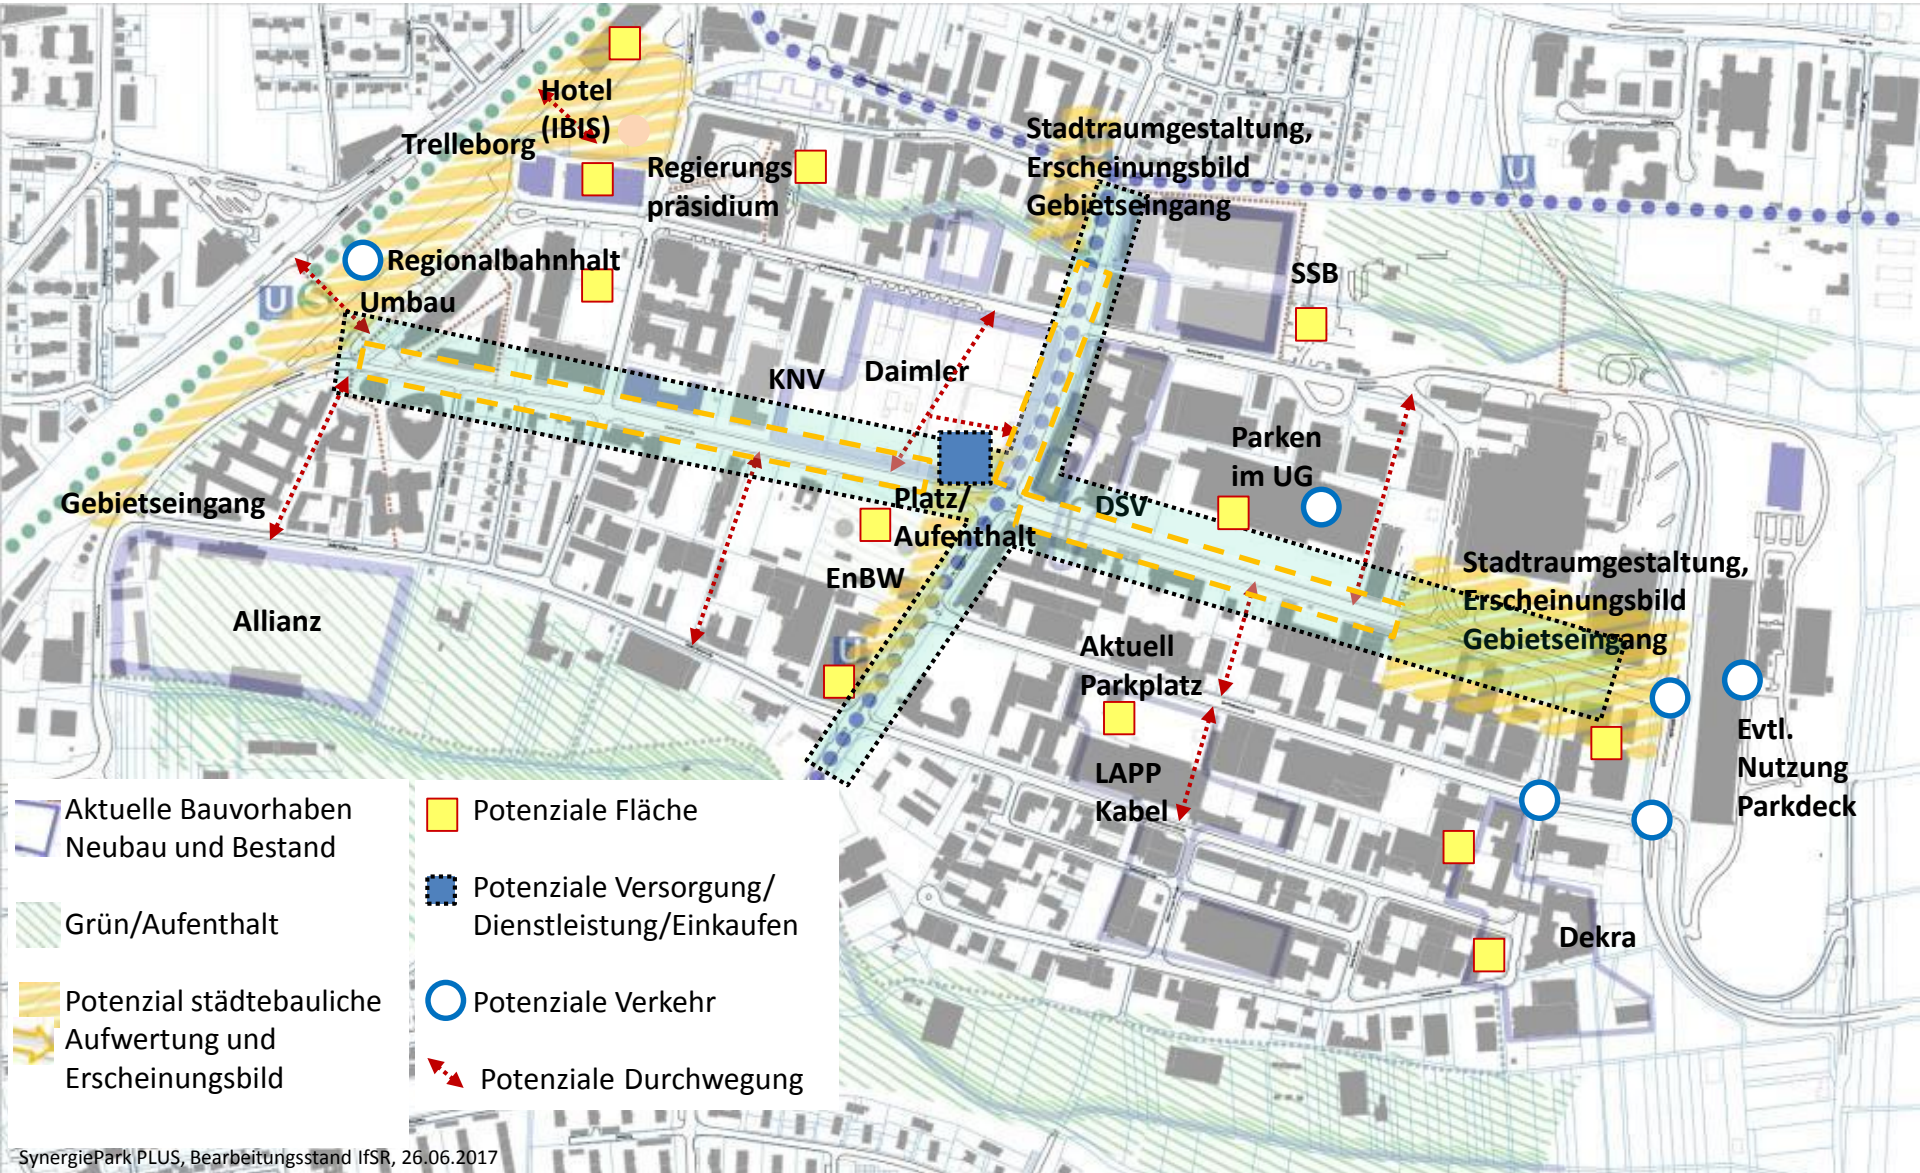 Hotel
(IBIS)
Trelleborg
Regierungs
präsidium
Stadtraumgestaltung,
Erscheinungsbild
Gebietseingang
U
Regionalbahnhalt
U
Umbau
SSB
KNV
Daimler
Parken
im UG
Gebietseingang
Platz/
Aufenthalt
DSV
EnBW
Stadtraumgestaltung,
Erscheinungsbild
Gebietseingang
Allianz
U
Aktuell
Parkplatz
LAPP
Kabel
Evtl.
Nutzung
Parkdeck
Dekra
Aktuelle Bauvorhaben
Neubau und Bestand
Grün/Aufenthalt
Potenzial städtebauliche
Aufwertung und
Erscheinungsbild
Potenziale Fläche
Potenziale Versorgung/
Dienstleistung/Einkaufen
Potenziale Verkehr
Potenziale Durchwegung
SynergiePark PLUS, Bearbeitungsstand IfSR, 26.06.2017